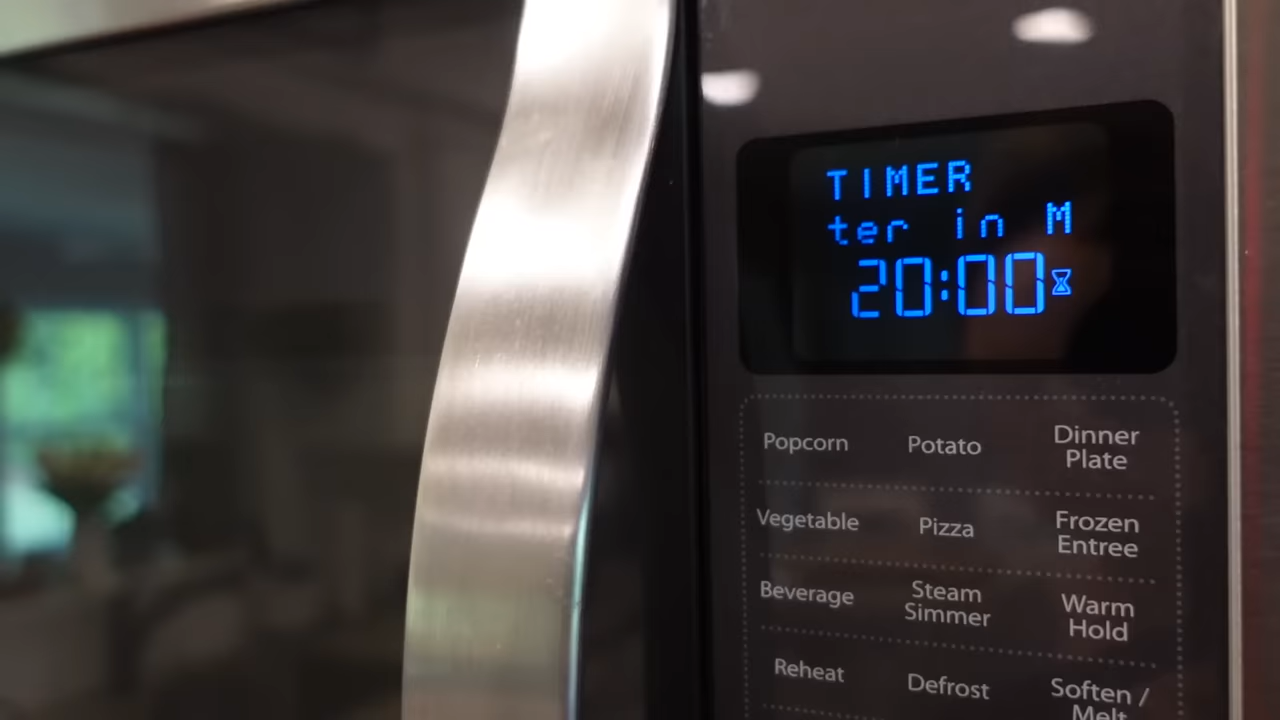 TIMER
ter in M
20:00
Popcorn Potato Dinner Plate
Vegetable Pizza Frozen Entree
Beverage Steam Simmer Warm Hold
Reheat Defrost Soften / Melt